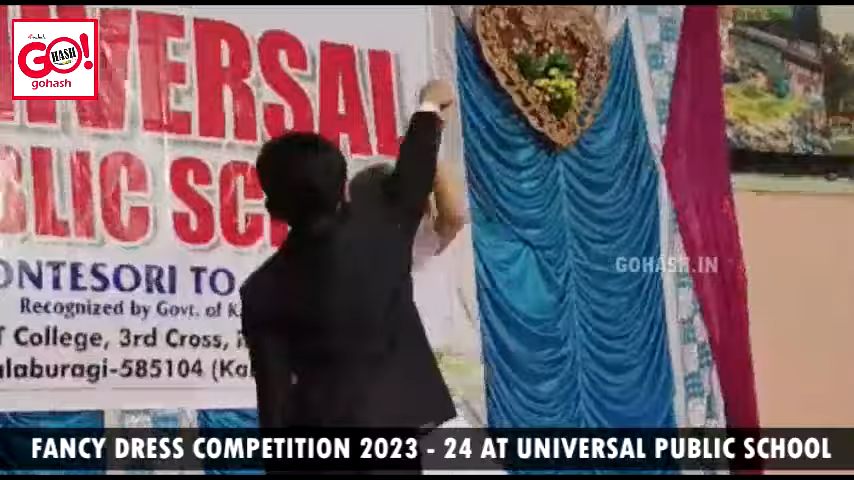 GO!
HASH
gohash
UNIVERSAL
BLIC SC
ONTESORI TO
Recognized by Govt. of K
T College, 3rd Cross,
alaburagi-585104 (Ka
GOHASH.IN
FANCY DRESS COMPETITION 2023 - 24 AT UNIVERSAL PUBLIC SCHOOL